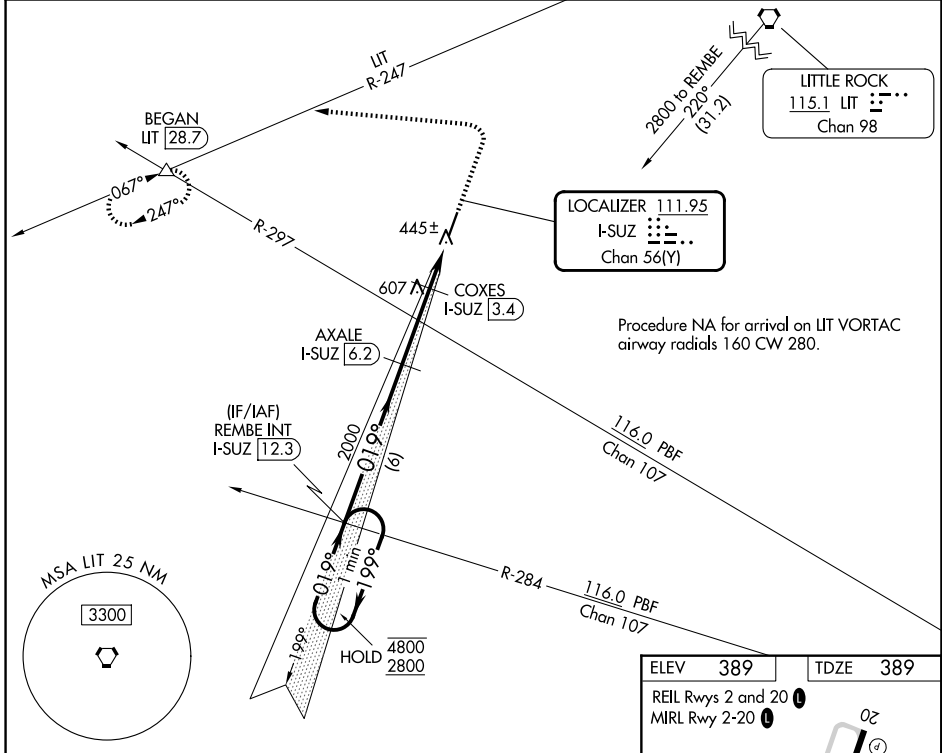 LIT
R-247
BEGAN
LIT 28.7
067°
247°
R-297
2800 to REMBE
220°
(31.2)
LITTLE ROCK
115.1 LIT
Chan 98
LOCALIZER 111.95
I-SUZ
Chan 56(Y)
445±
607
COXES
I-SUZ 3.4
AXALE
I-SUZ 6.2
Procedure NA for arrival on LIT VORTAC
airway radials 160 CW 280.
(IF/IAF)
REMBE INT
I-SUZ 12.3
2000
019°
(6)
116.0 PBF
Chan 107
019°
1 min
199°
199°
R-284
116.0 PBF
Chan 107
HOLD 4800
2800
MSA LIT 25 NM
3300
ELEV 389
TDZE 389
REIL Rwys 2 and 20 L
MIRL Rwy 2-20 L
20
P